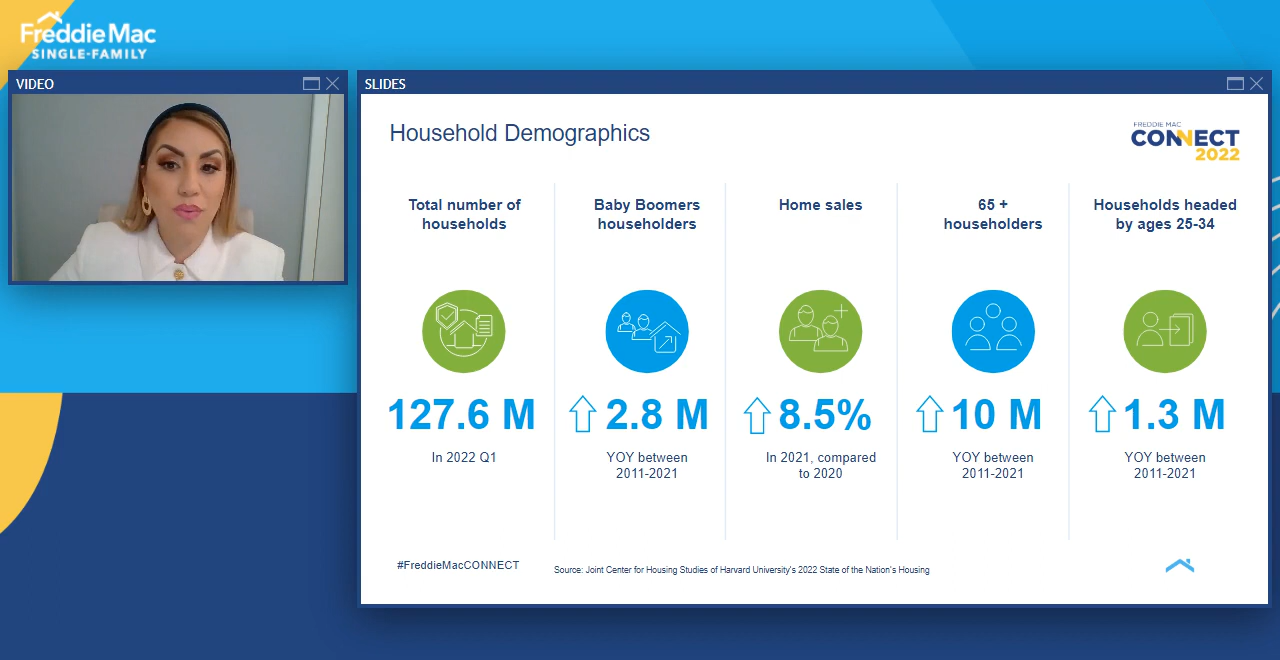 Freddie Mac
SINGLE-FAMILY
VIDEO
SLIDES
Household Demographics
FREDDIE MAC
CONNECT
2022
Total number of
households
127.6 M
In 2022 Q1
Baby Boomers
householders
2.8 M
YOY between
2011-2021
Home sales
8.5%
In 2021, compared
to 2020
65 +
householders
10 M
YOY between
2011-2021
Households headed
by ages 25-34
1.3 M
YOY between
2011-2021
#FreddieMacCONNECT
Source: Joint Center for Housing Studies of Harvard University's 2022 State of the Nation's Housing